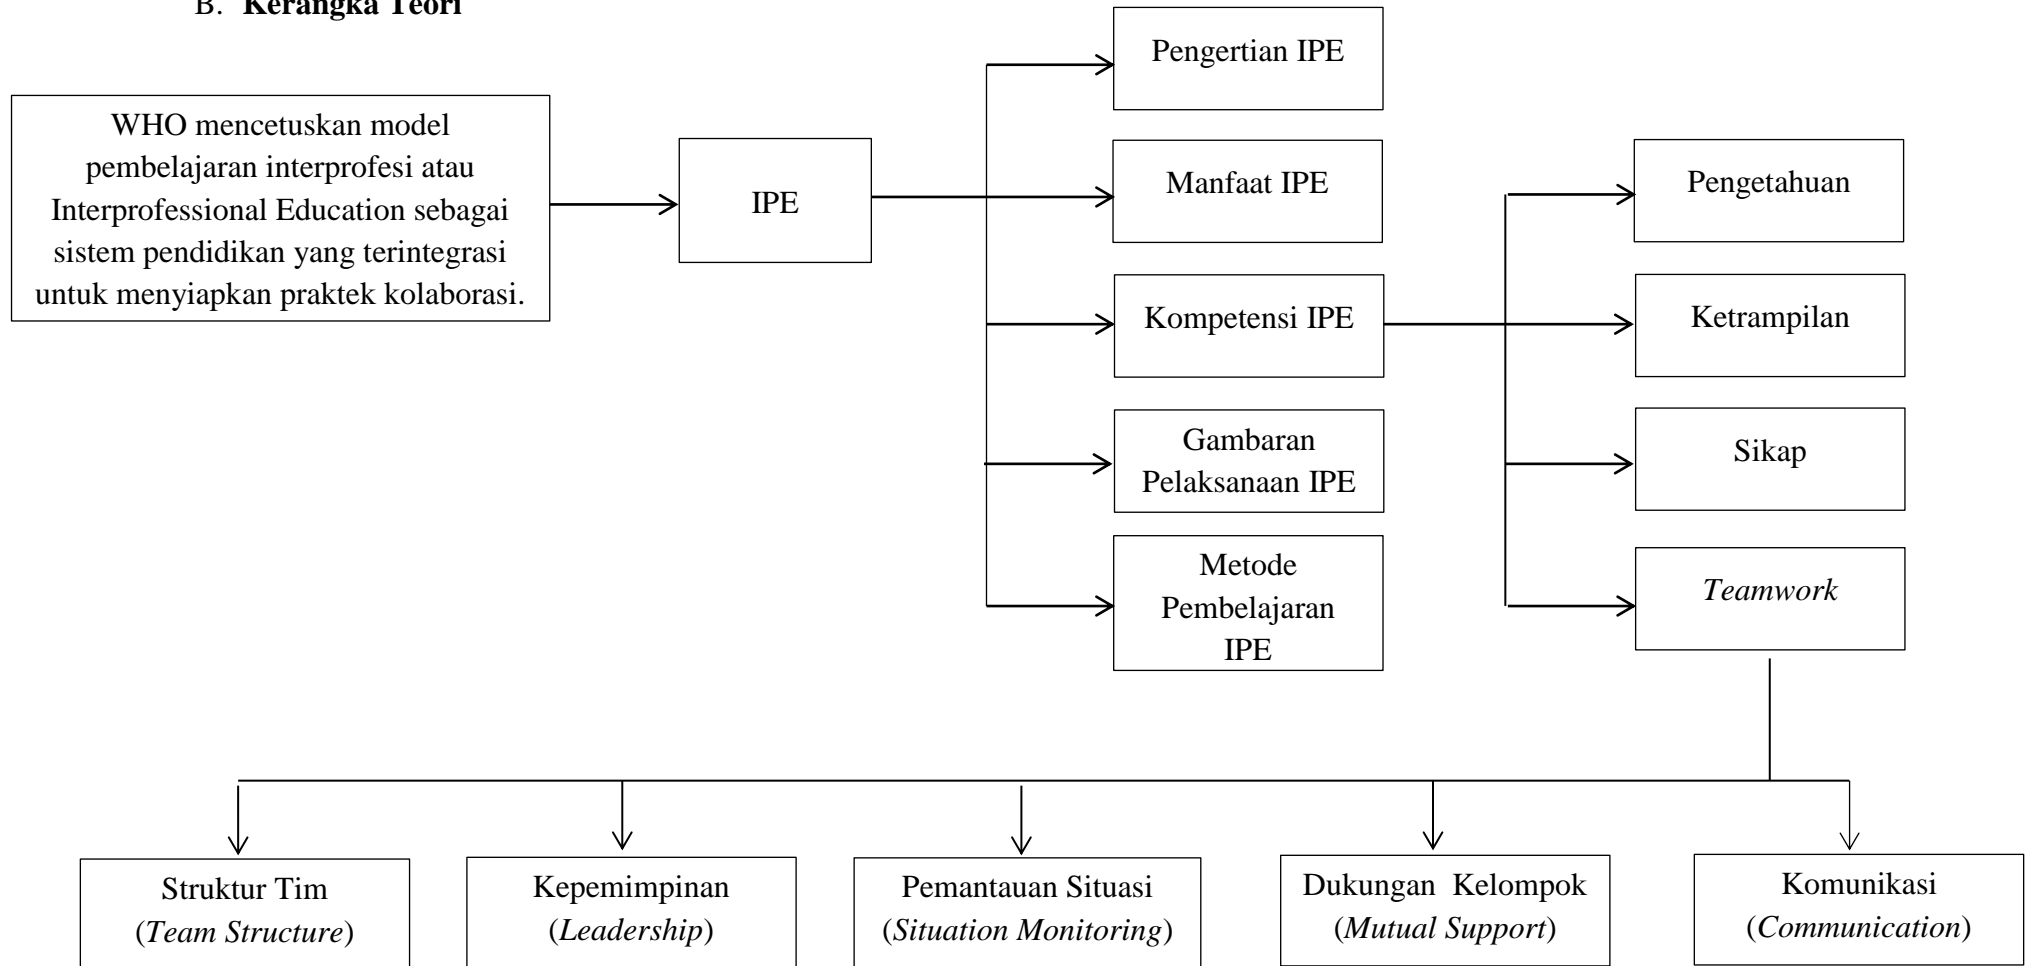 B. Kerangka Teori
WHO mencetuskan model
pembelajaran interprofesi atau
Interprofessional Education sebagai
sistem pendidikan yang terintegrasi
untuk menyiapkan praktek kolaborasi.
IPE
Pengertian IPE
Manfaat IPE
Kompetensi IPE
Gambaran
Pelaksanaan IPE
Metode
Pembelajaran
IPE
Pengetahuan
Ketrampilan
Sikap
Teamwork
Struktur Tim
(Team Structure)
Kepemimpinan
(Leadership)
Pemantauan Situasi
(Situation Monitoring)
Dukungan Kelompok
(Mutual Support)
Komunikasi
(Communication)